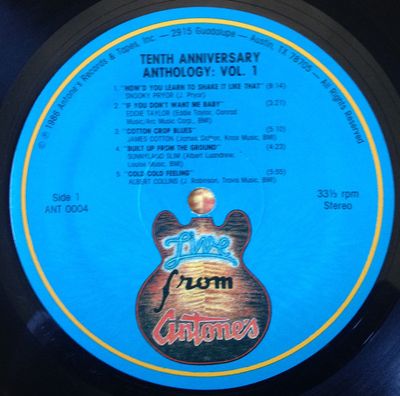 ℗ 1986 Antone's Records & Tapes, Inc. — 2915 Guadalupe — Austin, TX 78705 — All Rights Reserved
TENTH ANNIVERSARY
ANTHOLOGY: VOL. 1
1. "HOW'D YOU LEARN TO SHAKE IT LIKE THAT" (6:14)
SNOOKY PRYOR (J. Pryor)
2. "IF YOU DON'T WANT ME BABY" (3:21)
EDDIE TAYLOR (Eddie Taylor, Conrad
Music/Arc Music Corp., BMI)
3. "COTTON CROP BLUES" (5:10)
JAMES COTTON (James Cotton, Knox Music, BMI)
4. "BUILT UP FROM THE GROUND" (4:23)
SUNNYLAND SLIM (Albert Luandrew,
Music, BMI)
5. "COLD COLD FEELING" (5:55)
ALBERT COLLINS (J. Robinson, Travis Music, BMI)
Side 1
ANT 0004
33⅓ rpm
Stereo
Live
from
Antone's